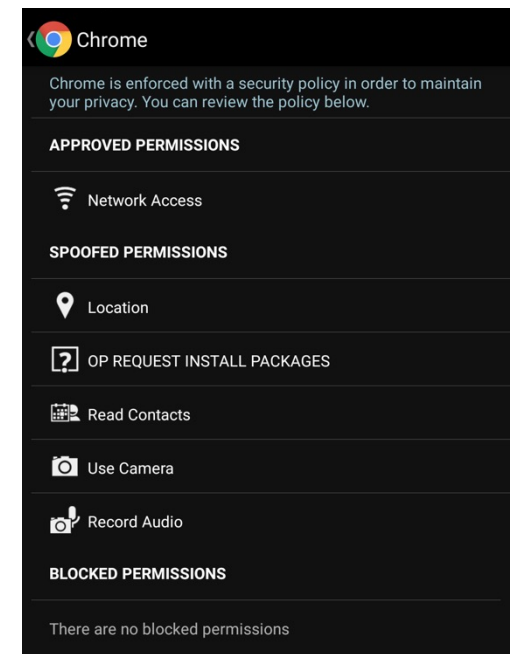 Chrome
Chrome is enforced with a security policy in order to maintain
your privacy. You can review the policy below.
APPROVED PERMISSIONS
Network Access
SPOOFED PERMISSIONS
Location
OP REQUEST INSTALL PACKAGES
Read Contacts
Use Camera
Record Audio
BLOCKED PERMISSIONS
There are no blocked permissions